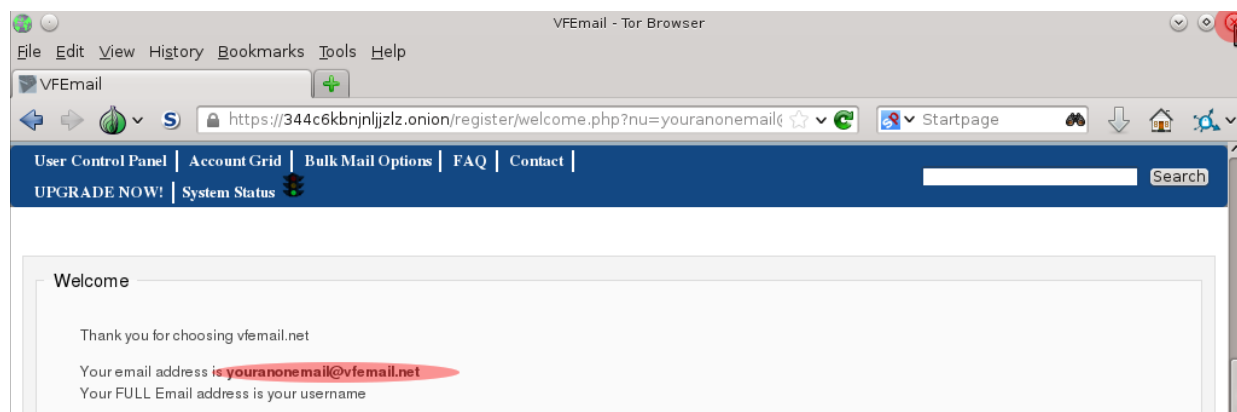 VFEmail - Tor Browser
File Edit View History Bookmarks Tools Help
VFEmail
S https://344c6kbnjnljjzlz.onion/register/welcome.php?nu=youranonemail@ Startpage
User Control Panel | Account Grid | Bulk Mail Options | FAQ | Contact |
UPGRADE NOW! | System Status
Search
Welcome
Thank you for choosing vfemail.net
Your email address is youranonemail@vfemail.net
Your FULL Email address is your username